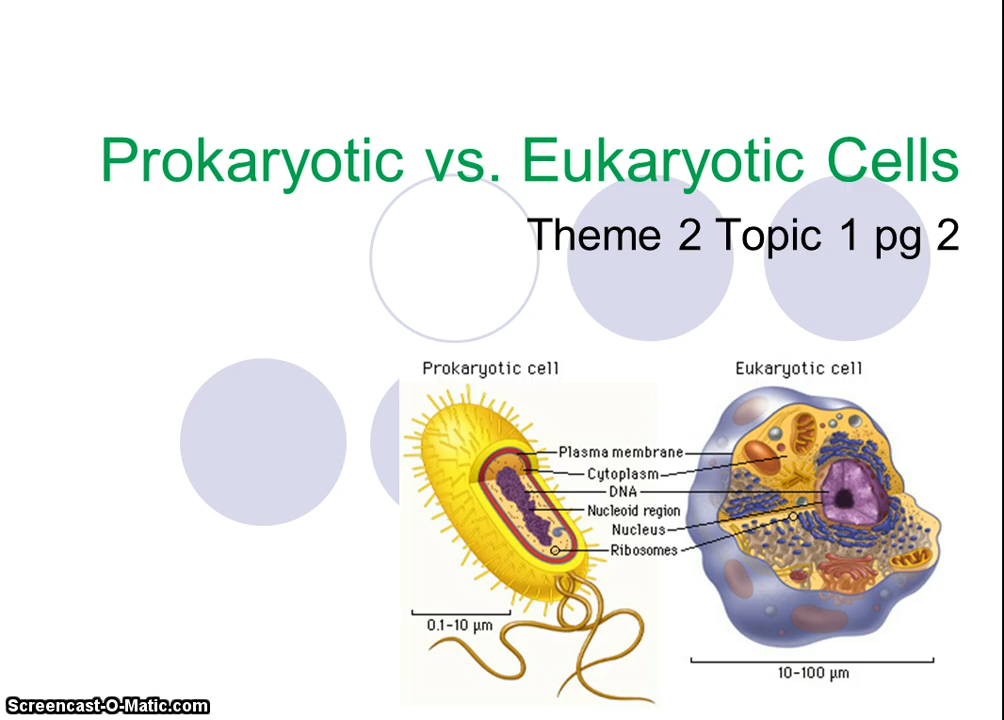 Prokaryotic vs. Eukaryotic Cells
Theme 2 Topic 1 pg 2
Prokaryotic cell
Eukaryotic cell
Plasma membrane
Cytoplasm
DNA
Nucleoid region
Nucleus
Ribosomes
0.1-10 µm
10-100 µm
Screencast-O-Matic.com